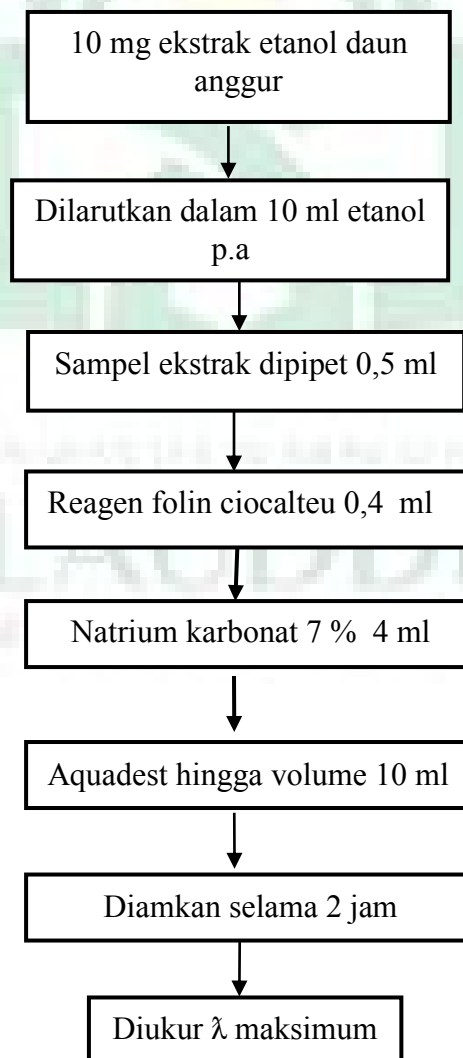 10 mg ekstrak etanol daun
anggur
Dilarutkan dalam 10 ml etanol
p.a
Sampel ekstrak dipipet 0,5 ml
Reagen folin ciocalteu 0,4 ml
Natrium karbonat 7 % 4 ml
Aquadest hingga volume 10 ml
Diamkan selama 2 jam
Diukur ƛ maksimum